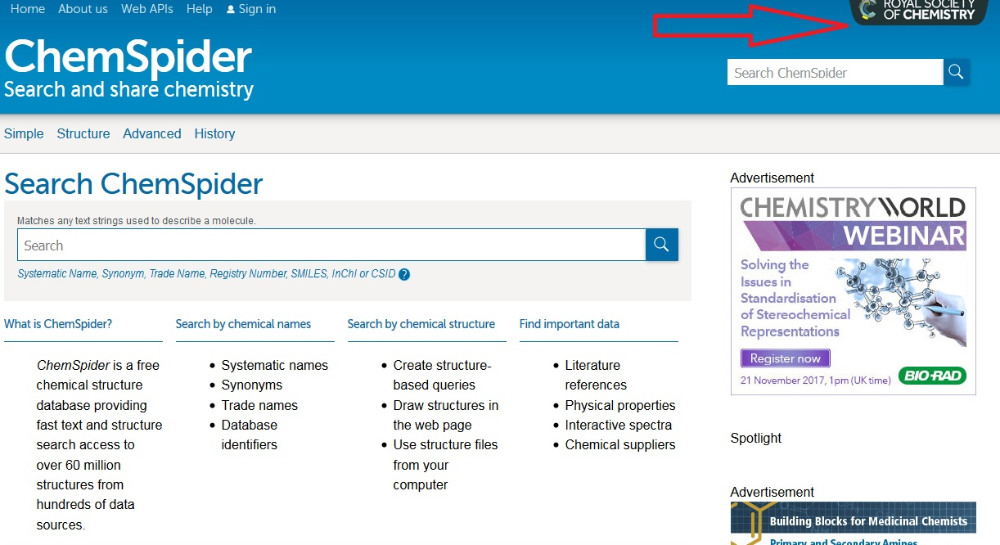 Home About us Web APIs Help Sign in
ROYAL SOCIETY
OF CHEMISTRY
ChemSpider
Search and share chemistry
Search ChemSpider
Simple Structure Advanced History
Search ChemSpider
Matches any text strings used to describe a molecule.
Search
Systematic Name, Synonym, Trade Name, Registry Number, SMILES, InChI or CSID ?
What is ChemSpider?
ChemSpider is a free
chemical structure
database providing
fast text and structure
search access to
over 60 million
structures from
hundreds of data
sources.
Search by chemical names
• Systematic names
• Synonyms
• Trade names
• Database
identifiers
Search by chemical structure
• Create structure-
based queries
• Draw structures in
the web page
• Use structure files
from your
computer
Find important data
• Literature
references
• Physical properties
• Interactive spectra
• Chemical suppliers
Advertisement
CHEMISTRY WORLD
WEBINAR
Solving the
Issues in
Standardisation
of Stereochemical
Representations
Register now
21 November 2017, 1pm (UK time)
BIO-RAD
Spotlight
Advertisement
Building Blocks for Medicinal Chemists
Primary and Secondary Amines